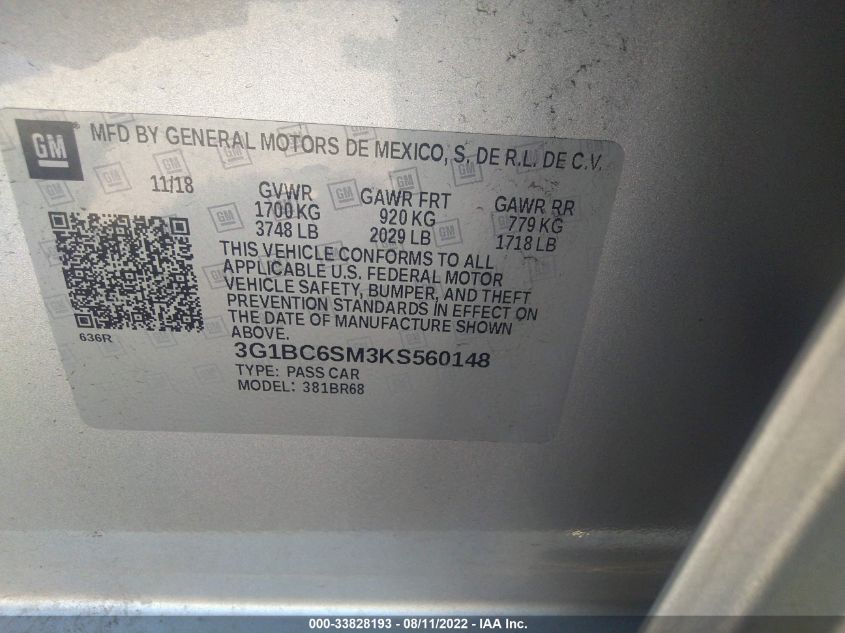 GM
MFD BY GENERAL MOTORS DE MEXICO, S. DE R.L. DE C.V.
11/18 GVWR GAWR FRT GAWR RR
1700 KG 920 KG 779 KG
3748 LB 2029 LB 1718 LB
THIS VEHICLE CONFORMS TO ALL
APPLICABLE U.S. FEDERAL MOTOR
VEHICLE SAFETY, BUMPER, AND THEFT
PREVENTION STANDARDS IN EFFECT ON
THE DATE OF MANUFACTURE SHOWN
ABOVE.
636R
3G1BC6SM3KS560148
TYPE: PASS CAR
MODEL: 381BR68
000-33828193 - 08/11/2022 - IAA Inc.